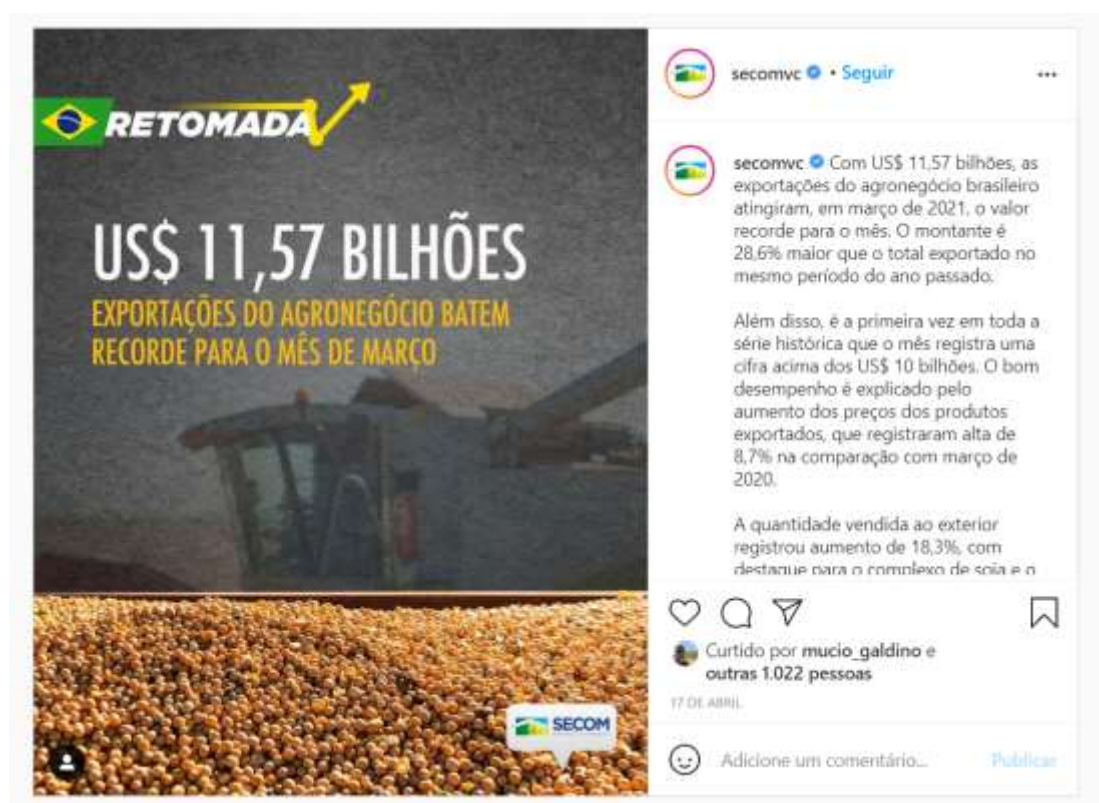 RETOMADA
US$ 11,57 BILHÕES
EXPORTAÇÕES DO AGRONEGÓCIO BATEM
RECORDE PARA O MÊS DE MARÇO
SECOM
secomvc • Seguir
secomvc Com US$ 11,57 bilhões, as
exportações do agronegócio brasileiro
atingiram, em março de 2021, o valor
recorde para o mês. O montante é
28,6% maior que o total exportado no
mesmo período do ano passado.
Além disso, é a primeira vez em toda a
série histórica que o mês registra uma
cifra acima dos US$ 10 bilhões. O bom
desempenho é explicado pelo
aumento dos preços dos produtos
exportados, que registraram alta de
8,7% na comparação com março de
2020.
A quantidade vendida ao exterior
registrou aumento de 18,3%, com
destaque para o complexo de soja e o
Curtido por mucio_galdino e
outras 1.022 pessoas
17 DE ABRIL
Adicione um comentário... Publicar